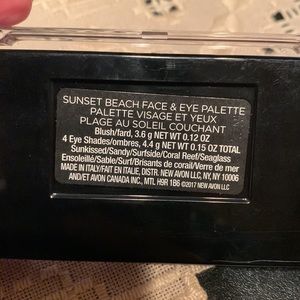 SUNSET BEACH FACE & EYE PALETTE
PALETTE VISAGE ET YEUX
PLAGE AU SOLEIL COUCHANT
Blush/fard, 3.6 g NET WT 0.12 OZ
4 Eye Shades/ombres, 4.4 g NET WT 0.15 OZ TOTAL
Sunkissed/Sandy/Surfside/Coral Reef/Seaglass
Ensoleillé/Sable/Surf/Brisants de corail/Verre de mer
MADE IN ITALY/FAIT EN ITALIE, DISTR. NEW AVON LLC, NY, NY 10006
AND/ET AVON CANADA INC., MTL H9R 1B6 ©2017 NEW AVON LLC